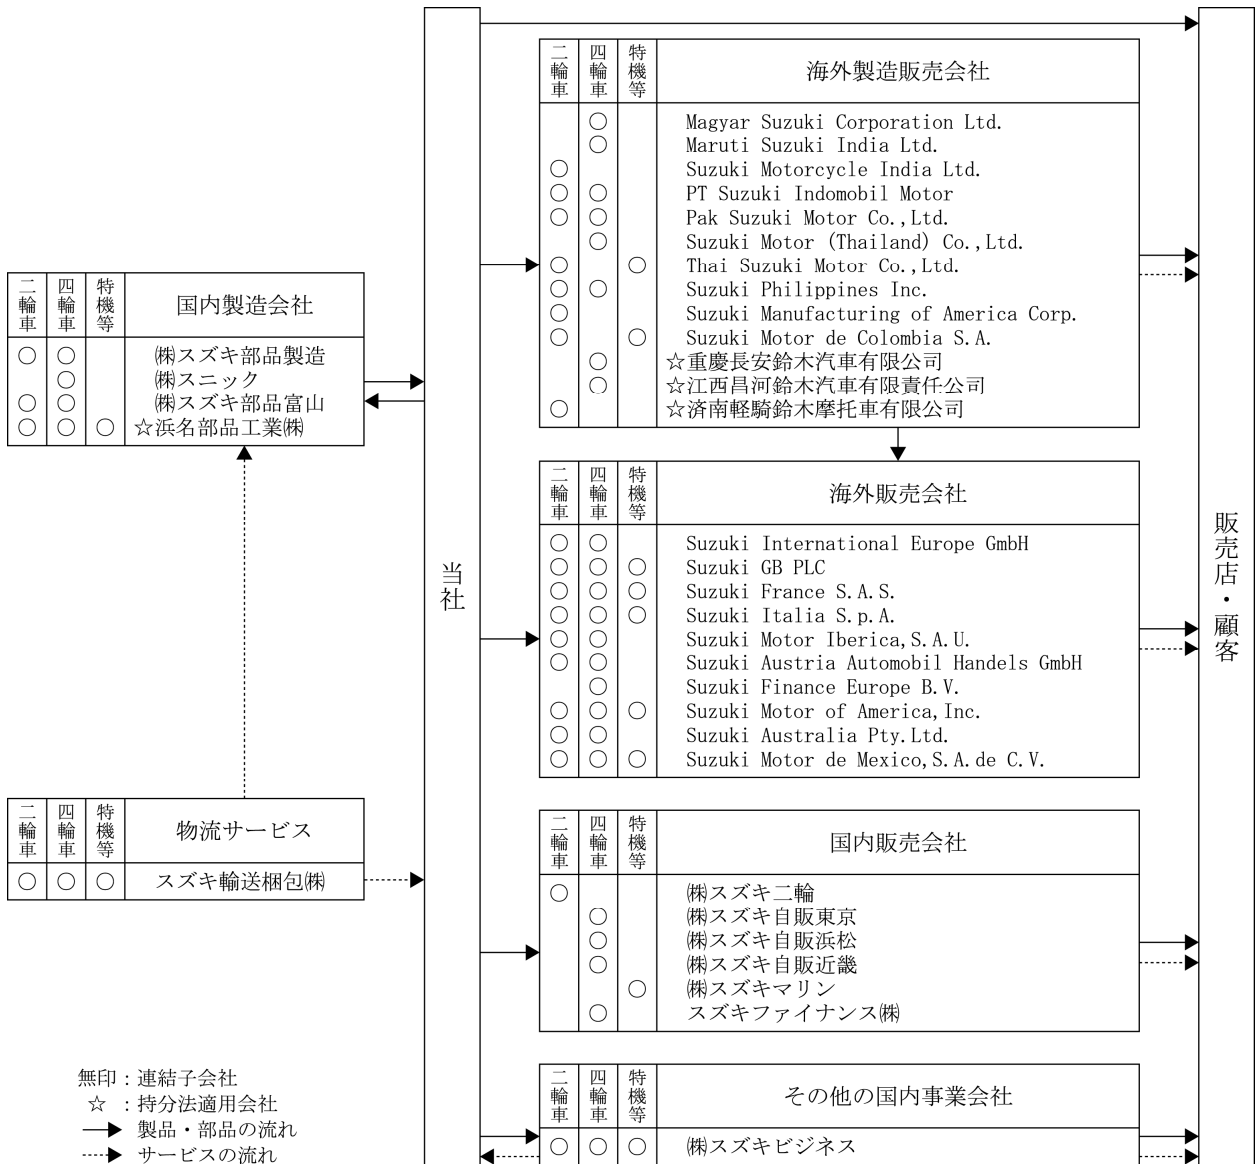 当社
販売店・顧客
二輪車 四輪車 特機等 海外製造販売会社
○ Magyar Suzuki Corporation Ltd.
○ Maruti Suzuki India Ltd.
○ Suzuki Motorcycle India Ltd.
○ ○ PT Suzuki Indomobil Motor
○ ○ Pak Suzuki Motor Co.,Ltd.
○ Suzuki Motor (Thailand) Co.,Ltd.
○ ○ Thai Suzuki Motor Co.,Ltd.
○ ○ Suzuki Philippines Inc.
○ Suzuki Manufacturing of America Corp.
○ ○ Suzuki Motor de Colombia S.A.
○ ☆重慶長安鈴木汽車有限公司
○ ☆江西昌河鈴木汽車有限責任公司
○ ☆済南軽騎鈴木摩托車有限公司
二輪車 四輪車 特機等 国内製造会社
○ ○ ㈱スズキ部品製造
○ ㈱スニック
○ ○ ㈱スズキ部品富山
○ ○ ○ ☆浜名部品工業㈱
二輪車 四輪車 特機等 海外販売会社
○ ○ Suzuki International Europe GmbH
○ ○ ○ Suzuki GB PLC
○ ○ ○ Suzuki France S.A.S.
○ ○ ○ Suzuki Italia S.p.A.
○ ○ Suzuki Motor Iberica,S.A.U.
○ ○ Suzuki Austria Automobil Handels GmbH
○ Suzuki Finance Europe B.V.
○ ○ ○ Suzuki Motor of America,Inc.
○ ○ Suzuki Australia Pty.Ltd.
○ ○ ○ Suzuki Motor de Mexico,S.A.de C.V.
二輪車 四輪車 特機等 物流サービス
○ ○ ○ スズキ輸送梱包㈱
二輪車 四輪車 特機等 国内販売会社
○ ㈱スズキ二輪
○ ㈱スズキ自販東京
○ ㈱スズキ自販浜松
○ ㈱スズキ自販近畿
○ ㈱スズキマリン
○ スズキファイナンス㈱
二輪車 四輪車 特機等 その他の国内事業会社
○ ○ ○ ㈱スズキビジネス
無印：連結子会社
☆：持分法適用会社
製品・部品の流れ
サービスの流れ